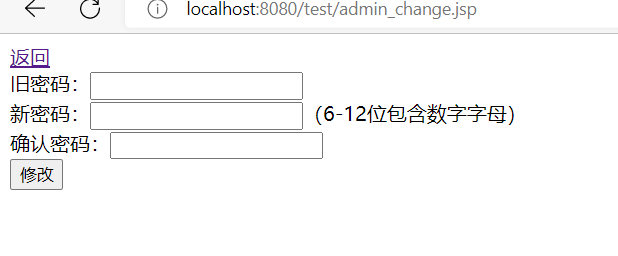 localhost:8080/test/admin_change.jsp
返回
旧密码：
新密码：（6-12位包含数字字母）
确认密码：
修改